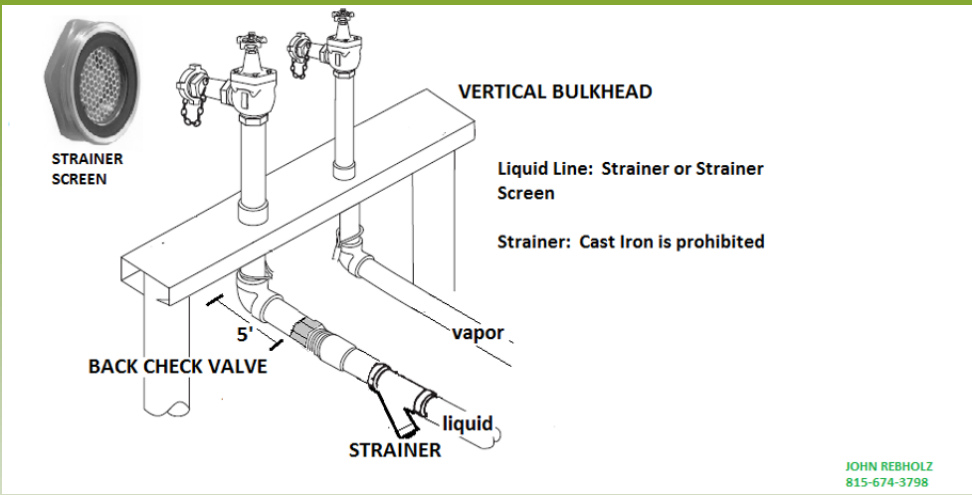 VERTICAL BULKHEAD
STRAINER
SCREEN
Liquid Line: Strainer or Strainer
Screen
Strainer: Cast Iron is prohibited
5'
vapor
BACK CHECK VALVE
liquid
STRAINER
JOHN REBHOLZ
815-674-3798